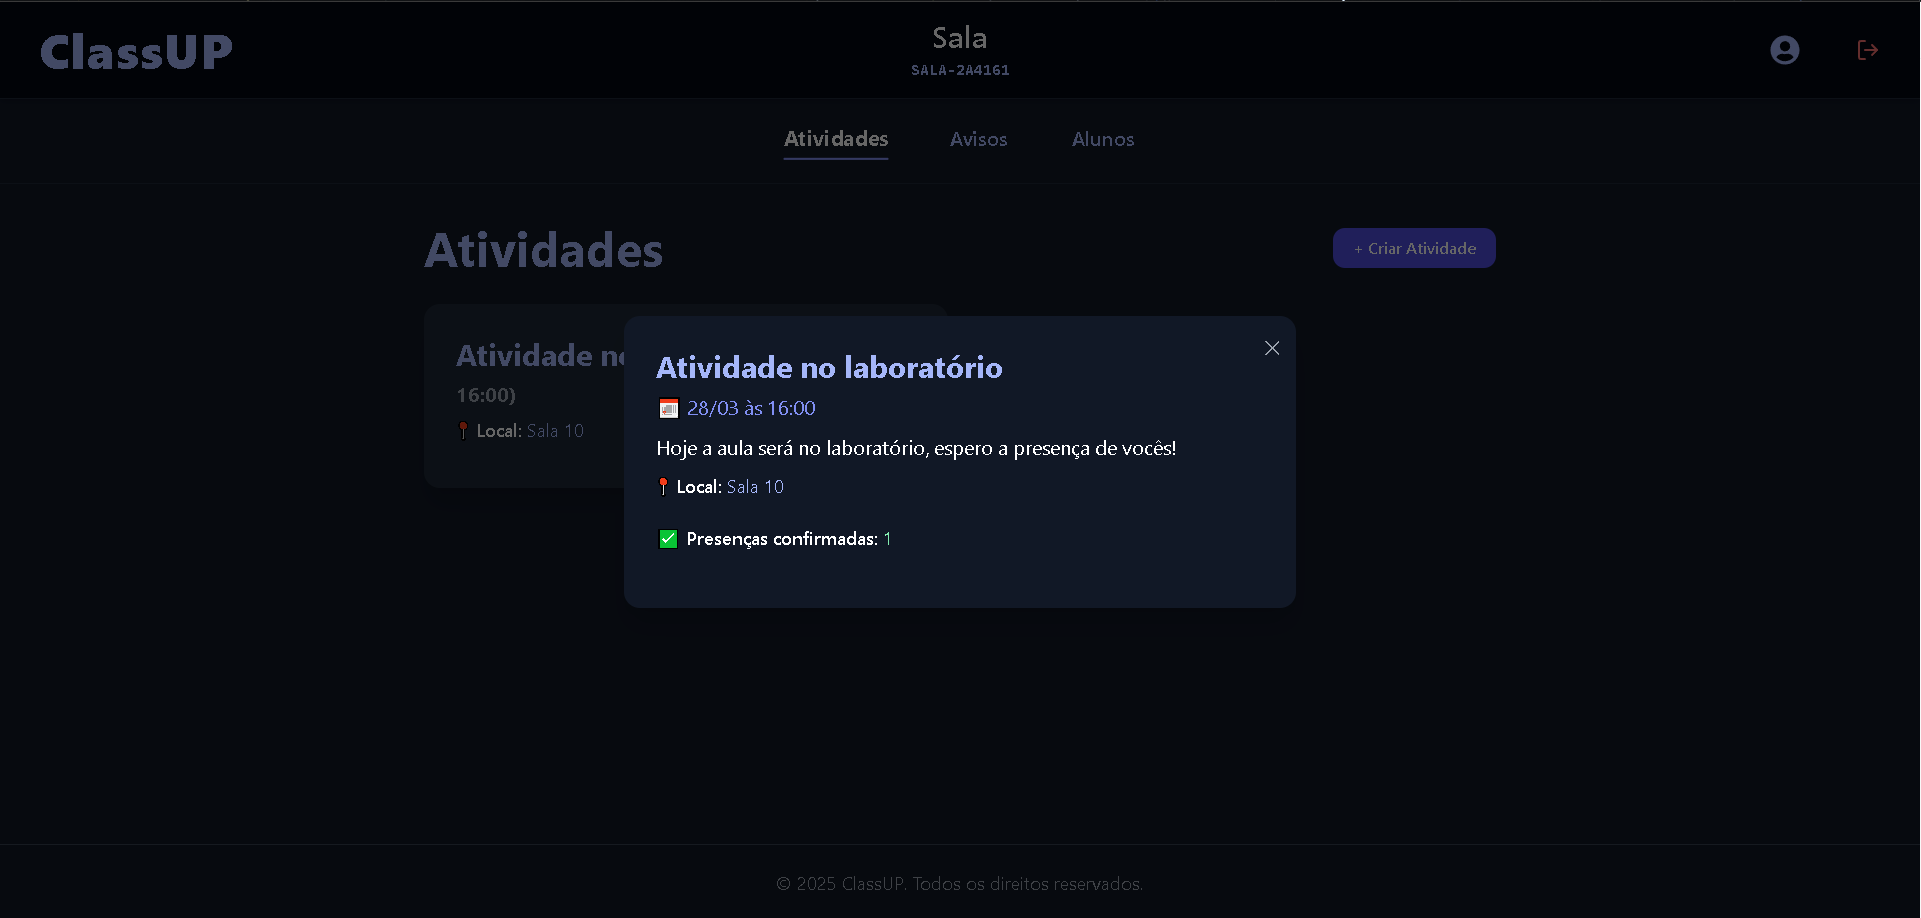 ClassUP
Sala
SALA-2A4161
Atividades
Avisos
Alunos
Atividades
+ Criar Atividade
Atividade
16:00)
Local: Sala 10
Atividade no laboratório
28/03 às 16:00
Hoje a aula será no laboratório, espero a presença de vocês!
Local: Sala 10
Presenças confirmadas: 1
© 2025 ClassUP. Todos os direitos reservados.